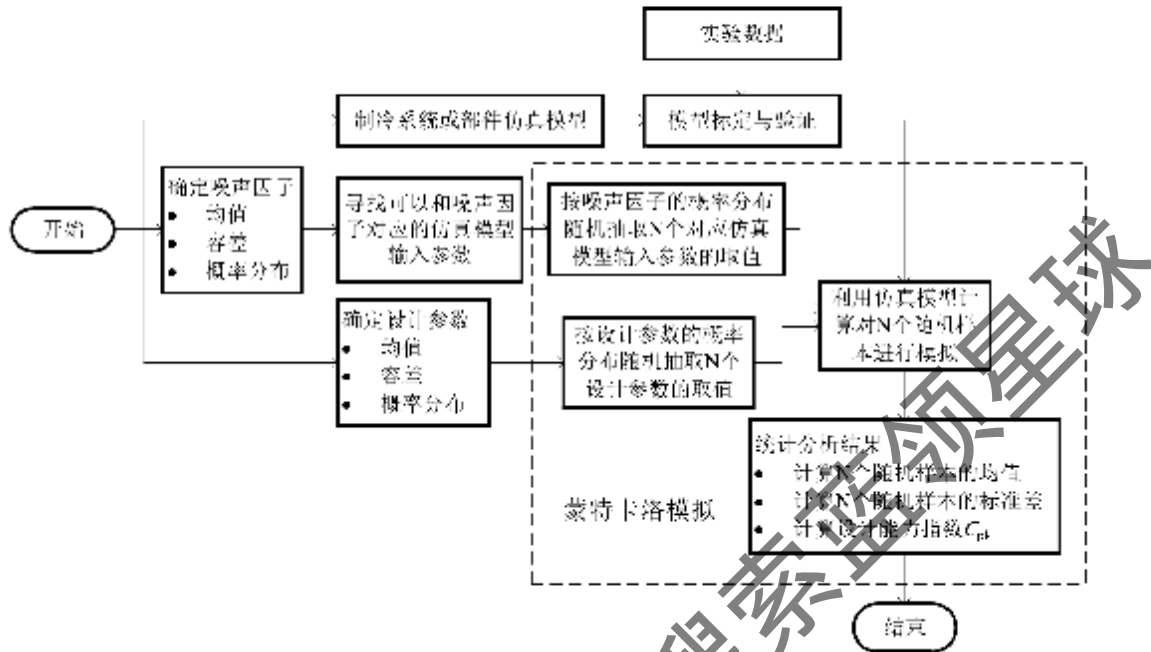 实验数据
制冷系统或部件仿真模型
模型标定与验证
开始
确定噪声因子
• 均值
• 容差
• 概率分布
寻找可以和噪声因
子对应的仿真模型
输入参数
按噪声因子的概率分布
随机抽取N个对应仿真
模型输入参数的取值
确定设计参数
• 均值
• 容差
• 概率分布
按设计参数的概率
分布随机抽取N个
设计参数的取值
利用仿真模型计
算对N个随机样
本进行模拟
统计分析结果
• 计算N个随机样本的均值
• 计算N个随机样本的标准差
• 计算设计能力指数Cpk
蒙特卡洛模拟
结束
搜索蓝领星球